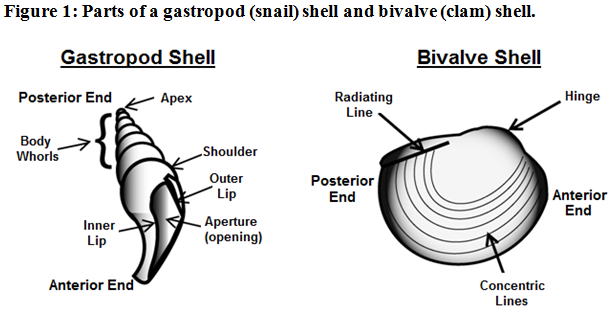 Figure 1: Parts of a gastropod (snail) shell and bivalve (clam) shell.
Gastropod Shell
Posterior End
Apex
Body
Whorls
Shoulder
Outer
Lip
Inner
Lip
Aperture
(opening)
Anterior End
Bivalve Shell
Radiating
Line
Hinge
Posterior
End
Anterior
End
Concentric
Lines